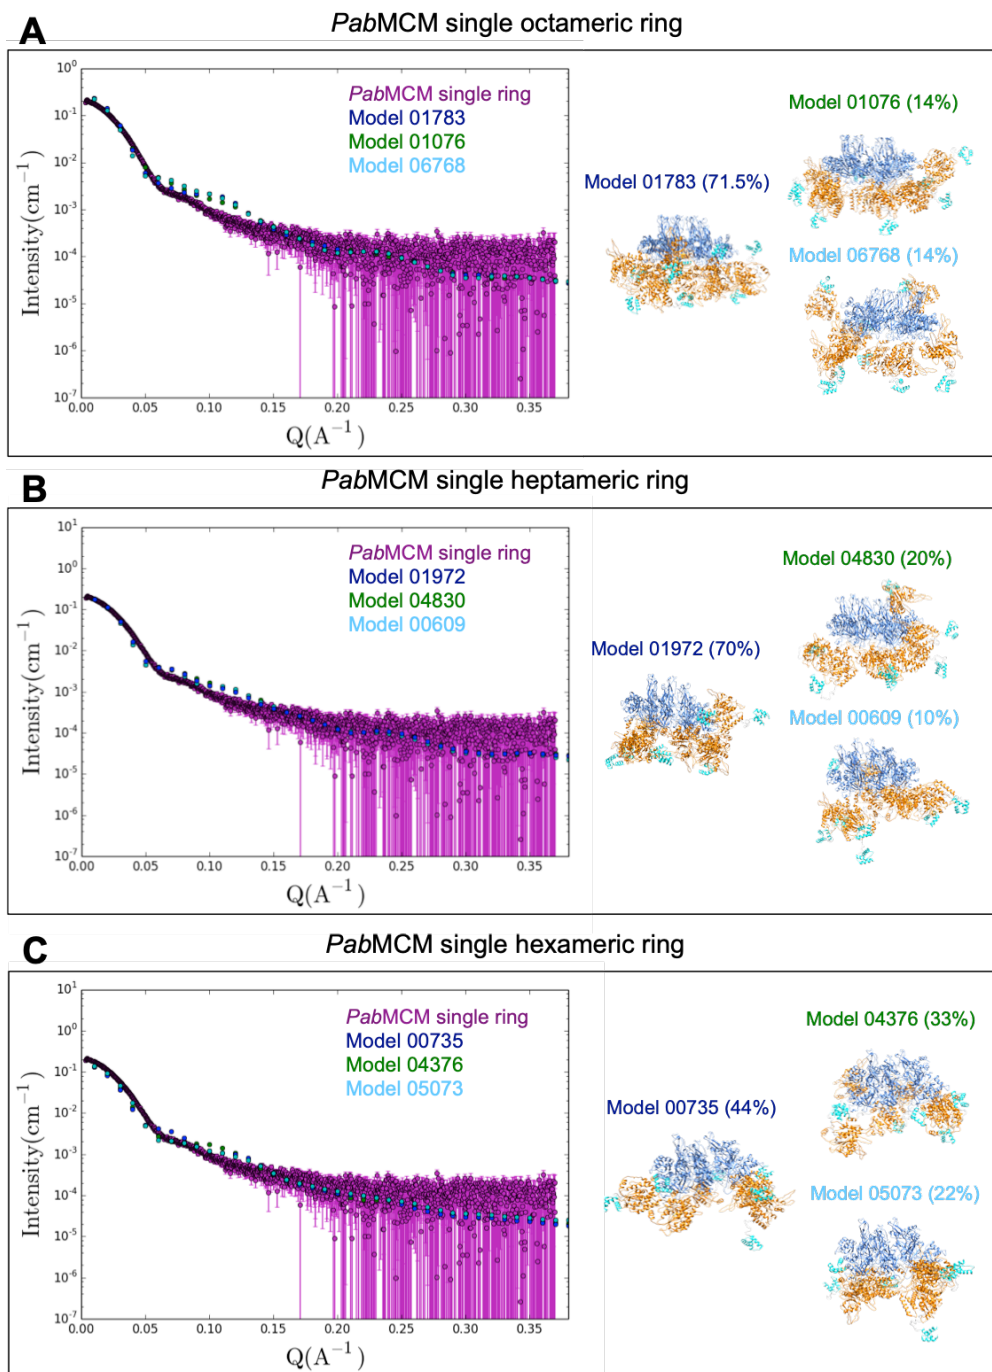 A
PabMCM single octameric ring
10^0
10^-1
10^-2
10^-3
10^-4
10^-5
10^-6
10^-7
Intensity(cm^-1)
0.00 0.05 0.10 0.15 0.20 0.25 0.30 0.35
Q(A^-1)
PabMCM single ring
Model 01783
Model 01076
Model 06768
Model 01783 (71.5%)
Model 01076 (14%)
Model 06768 (14%)
B
PabMCM single heptameric ring
10^1
10^0
10^-1
10^-2
10^-3
10^-4
10^-5
10^-6
10^-7
Intensity(cm^-1)
0.00 0.05 0.10 0.15 0.20 0.25 0.30 0.35
Q(A^-1)
PabMCM single ring
Model 01972
Model 04830
Model 00609
Model 01972 (70%)
Model 04830 (20%)
Model 00609 (10%)
C
PabMCM single hexameric ring
10^1
10^0
10^-1
10^-2
10^-3
10^-4
10^-5
10^-6
10^-7
Intensity(cm^-1)
0.00 0.05 0.10 0.15 0.20 0.25 0.30 0.35
Q(A^-1)
PabMCM single ring
Model 00735
Model 04376
Model 05073
Model 00735 (44%)
Model 04376 (33%)
Model 05073 (22%)